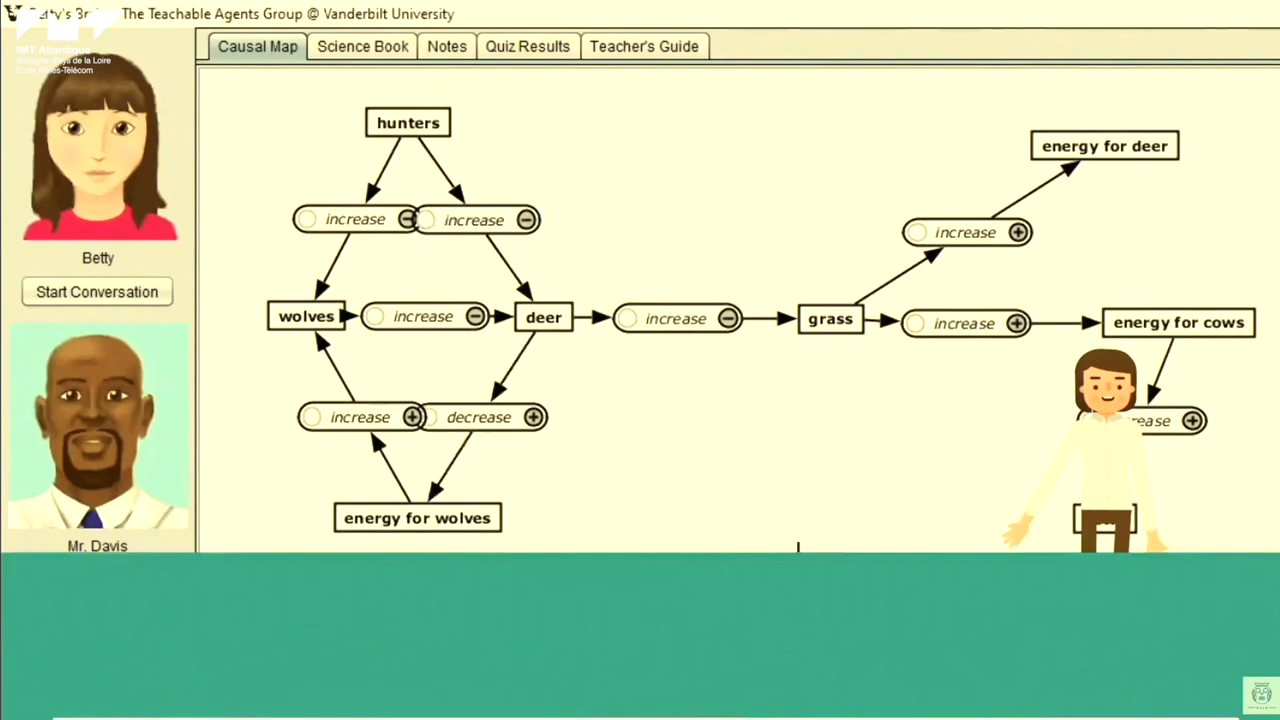 Betty's Brain The Teachable Agents Group @ Vanderbilt University
IMT Atlantique
Bretagne-Pays de la Loire
École Mines-Télécom
Causal Map Science Book Notes Quiz Results Teacher's Guide
Betty
Start Conversation
Mr. Davis
hunters
energy for deer
increase
increase
increase
wolves
increase
deer
increase
grass
increase
energy for cows
increase
decrease
ease
energy for wolves